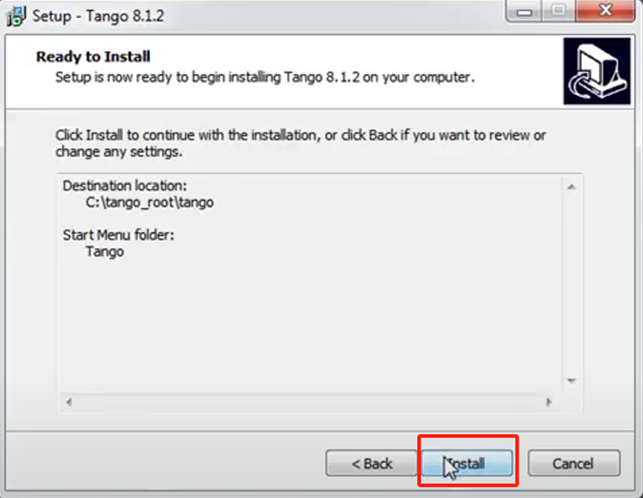 Setup - Tango 8.1.2
Ready to Install
Setup is now ready to begin installing Tango 8.1.2 on your computer.
Click Install to continue with the installation, or click Back if you want to review or
change any settings.
Destination location:
C:\tango_root\tango
Start Menu folder:
Tango
< Back
Install
Cancel